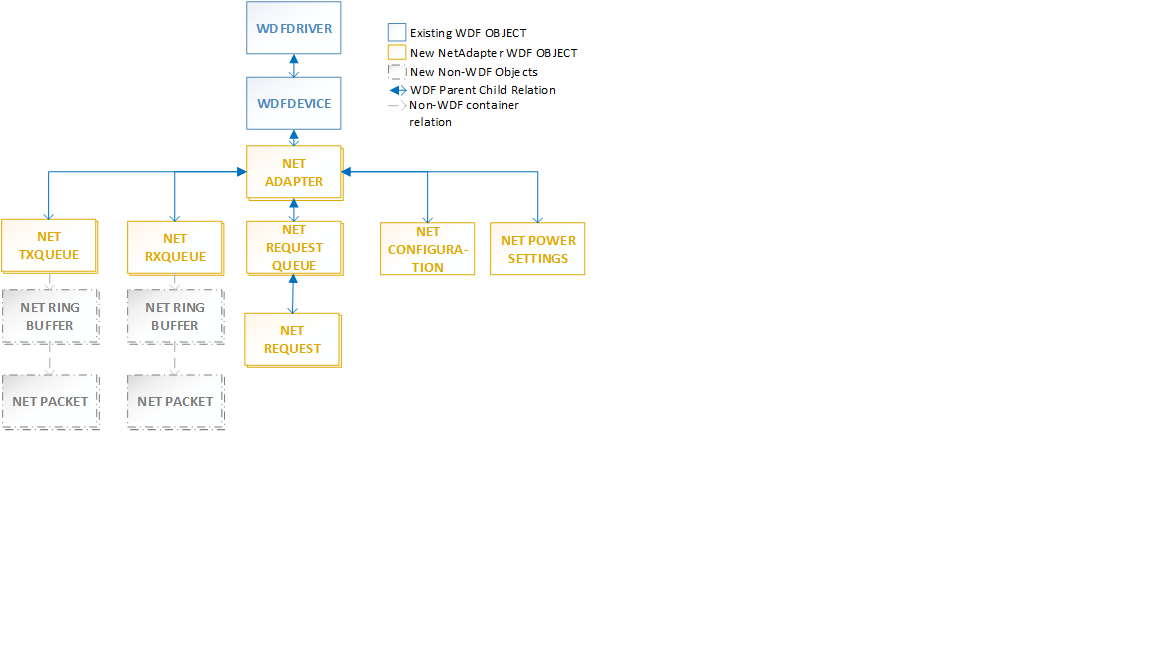 WDFDRIVER
Existing WDF OBJECT
New NetAdapter WDF OBJECT
New Non-WDF Objects
WDF Parent Child Relation
Non-WDF container
relation
WDFDEVICE
NET
ADAPTER
NET
TXQUEUE
NET
RXQUEUE
NET
REQUEST
QUEUE
NET
CONFIGURA-
TION
NET POWER
SETTINGS
NET RING
BUFFER
NET RING
BUFFER
NET
REQUEST
NET PACKET
NET PACKET